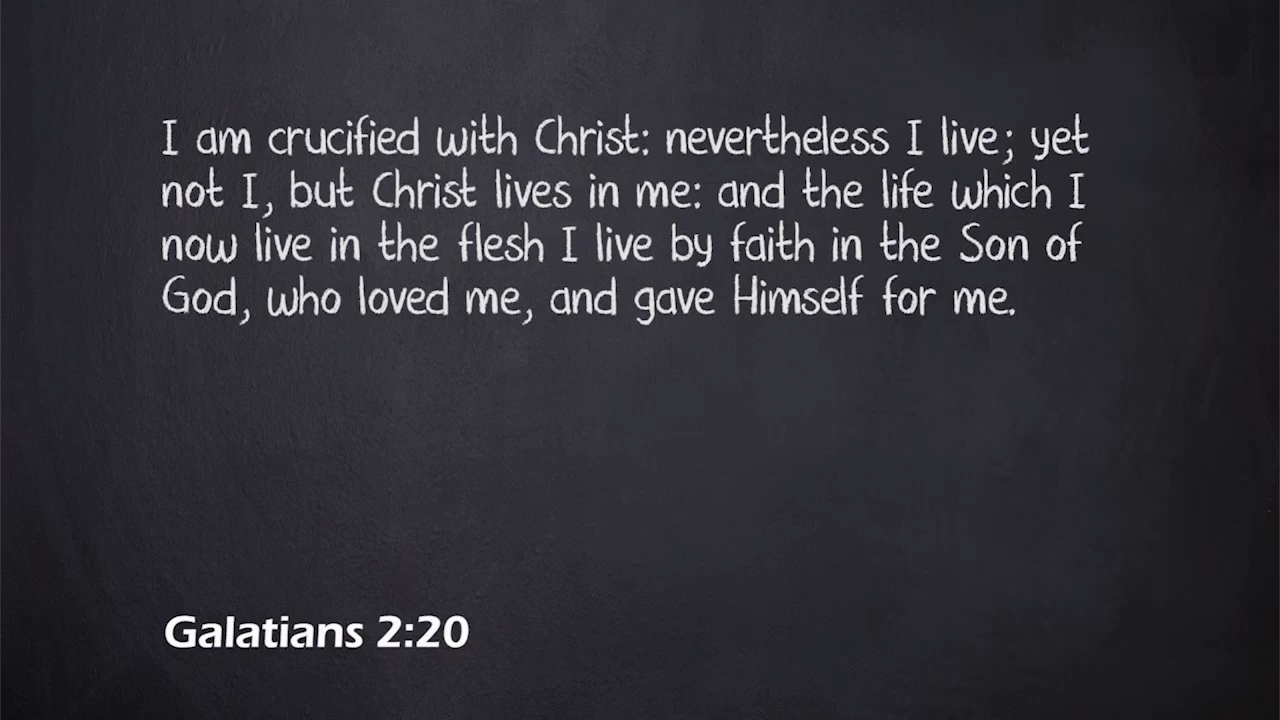 I am crucified with Christ: nevertheless I live; yet
not I, but Christ lives in me: and the life which I
now live in the flesh I live by faith in the Son of
God, who loved me, and gave Himself for me.
Galatians 2:20